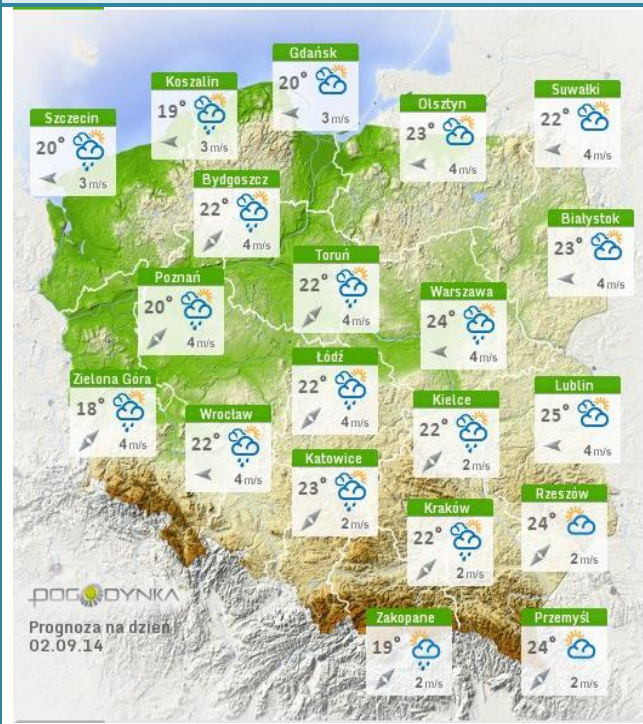 Gdańsk
20°
3 m/s
Koszalin
19°
3 m/s
Suwałki
22°
4 m/s
Olsztyn
23°
4 m/s
Szczecin
20°
3 m/s
Bydgoszcz
22°
4 m/s
Białystok
23°
4 m/s
Toruń
22°
4 m/s
Poznań
20°
4 m/s
Warszawa
24°
4 m/s
Łódź
22°
4 m/s
Zielona Góra
18°
4 m/s
Lublin
25°
4 m/s
Kielce
22°
2 m/s
Wrocław
22°
4 m/s
Katowice
23°
2 m/s
Rzeszów
24°
2 m/s
Kraków
22°
2 m/s
POGODYNKA
Prognoza na dzień
02.09.14
Zakopane
19°
2 m/s
Przemyśl
24°
2 m/s